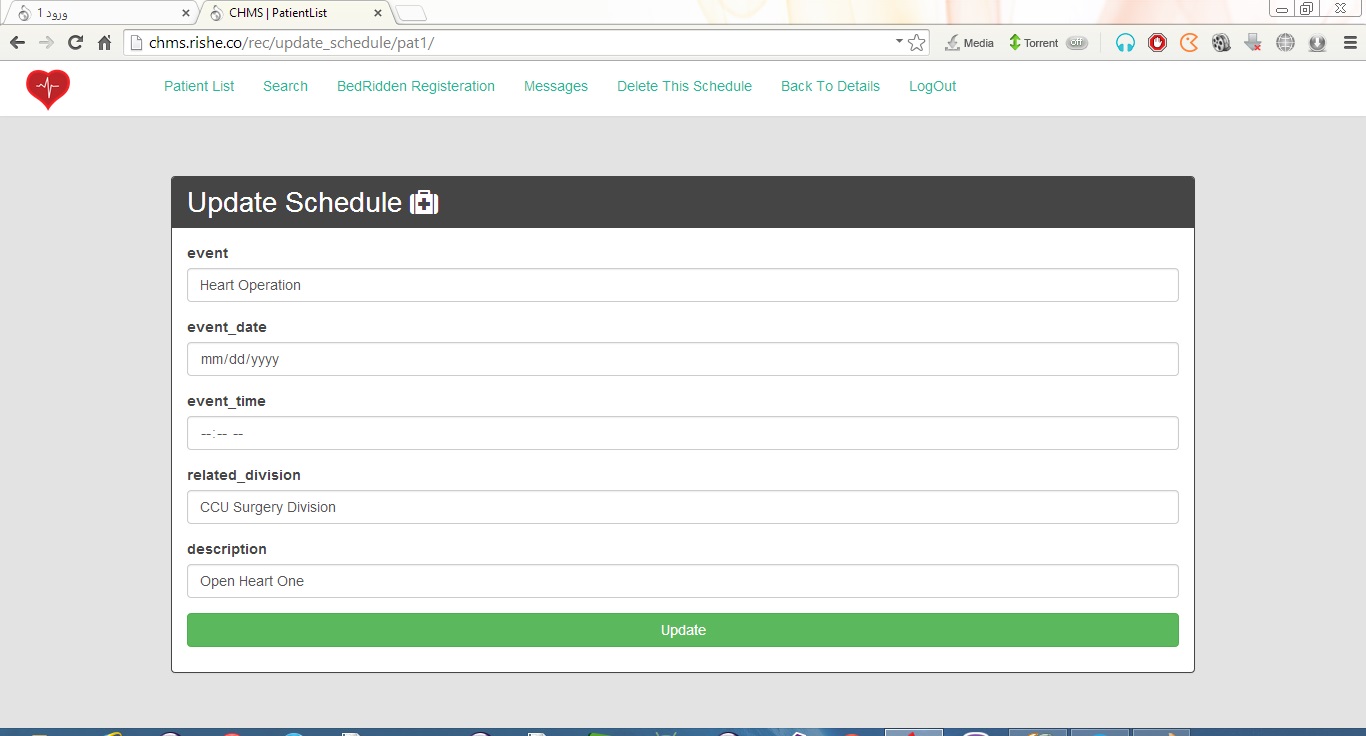 ورود 1
CHMS | PatientList
chms.rishe.co/rec/update_schedule/pat1/
Media
Torrent
Off
Patient List
Search
BedRidden Registeration
Messages
Delete This Schedule
Back To Details
LogOut
Update Schedule
event
Heart Operation
event_date
mm/dd/yyyy
event_time
--:-- --
related_division
CCU Surgery Division
description
Open Heart One
Update